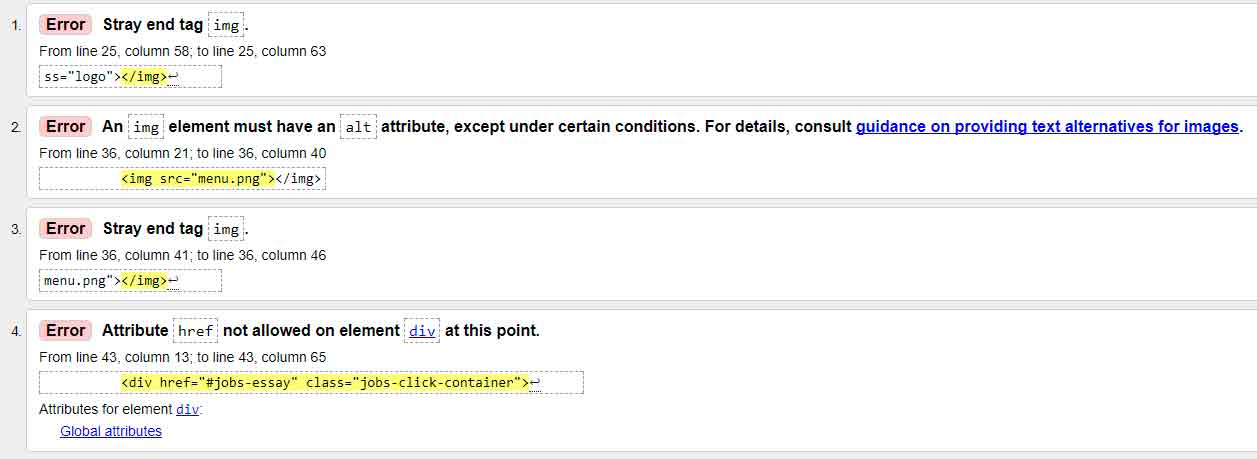 1. Error Stray end tag img.
From line 25, column 58; to line 25, column 63
ss="logo"></img>↩
2. Error An img element must have an alt attribute, except under certain conditions. For details, consult guidance on providing text alternatives for images.
From line 36, column 21; to line 36, column 40
<img src="menu.png"></img>
3. Error Stray end tag img.
From line 36, column 41; to line 36, column 46
menu.png"></img>↩
4. Error Attribute href not allowed on element div at this point.
From line 43, column 13; to line 43, column 65
<div href="#jobs-essay" class="jobs-click-container">↩
Attributes for element div:
Global attributes